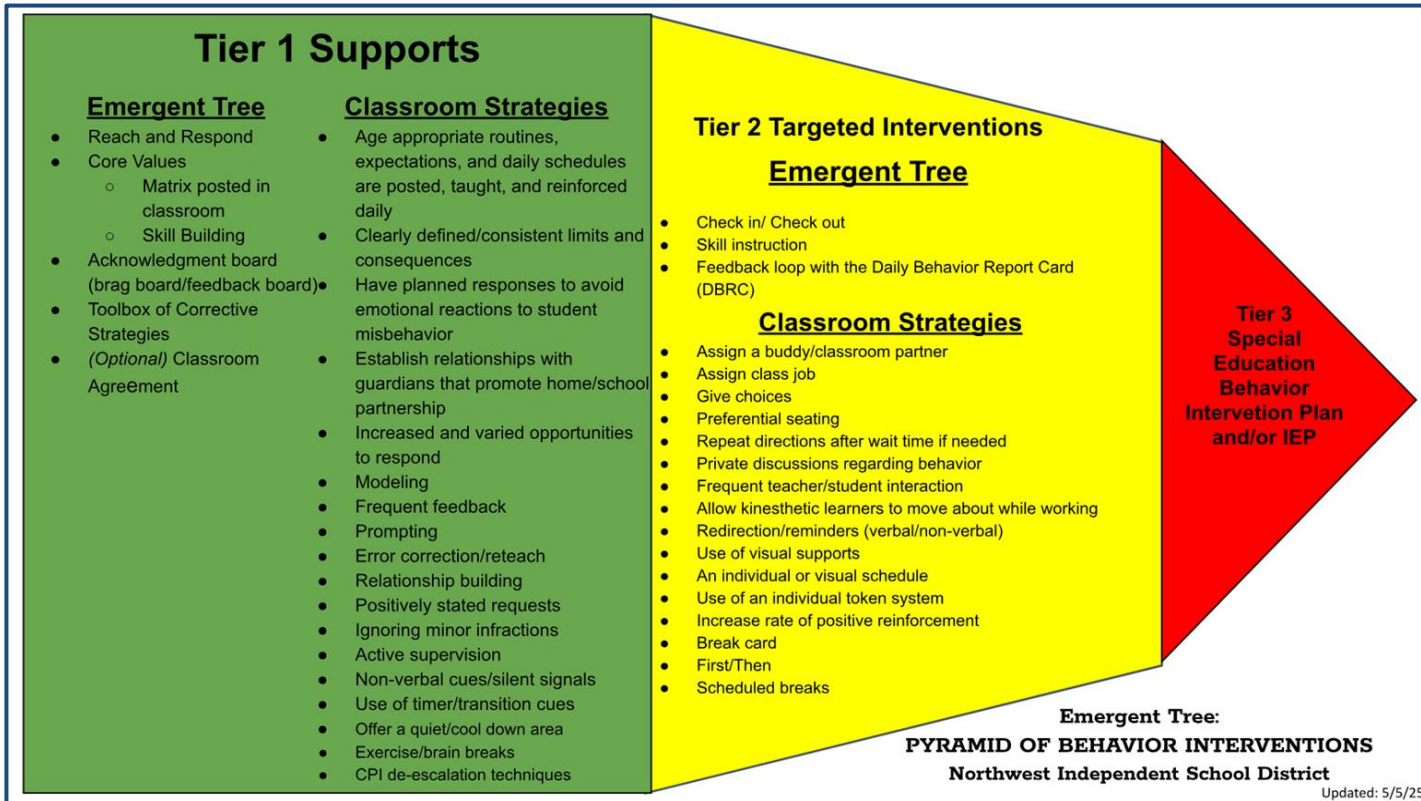 Tier 1 Supports
Emergent Tree
● Reach and Respond
● Core Values
○ Matrix posted in
classroom
○ Skill Building
● Acknowledgment board
(brag board/feedback board)
● Toolbox of Corrective
Strategies
● (Optional) Classroom
Agreement
Classroom Strategies
● Age appropriate routines,
expectations, and daily schedules
are posted, taught, and reinforced
daily
● Clearly defined/consistent limits and
consequences
● Have planned responses to avoid
emotional reactions to student
misbehavior
● Establish relationships with
guardians that promote home/school
partnership
● Increased and varied opportunities
to respond
● Modeling
● Frequent feedback
● Prompting
● Error correction/reteach
● Relationship building
● Positively stated requests
● Ignoring minor infractions
● Active supervision
● Non-verbal cues/silent signals
● Use of timer/transition cues
● Offer a quiet/cool down area
● Exercise/brain breaks
● CPI de-escalation techniques
Tier 2 Targeted Interventions
Emergent Tree
● Check in/ Check out
● Skill instruction
● Feedback loop with the Daily Behavior Report Card
(DBRC)
Classroom Strategies
● Assign a buddy/classroom partner
● Assign class job
● Give choices
● Preferential seating
● Repeat directions after wait time if needed
● Private discussions regarding behavior
● Frequent teacher/student interaction
● Allow kinesthetic learners to move about while working
● Redirection/reminders (verbal/non-verbal)
● Use of visual supports
● An individual or visual schedule
● Use of an individual token system
● Increase rate of positive reinforcement
● Break card
● First/Then
● Scheduled breaks
Tier 3
Special
Education
Behavior
Intervetion Plan
and/or IEP
Emergent Tree:
PYRAMID OF BEHAVIOR INTERVENTIONS
Northwest Independent School District
Updated: 5/5/25